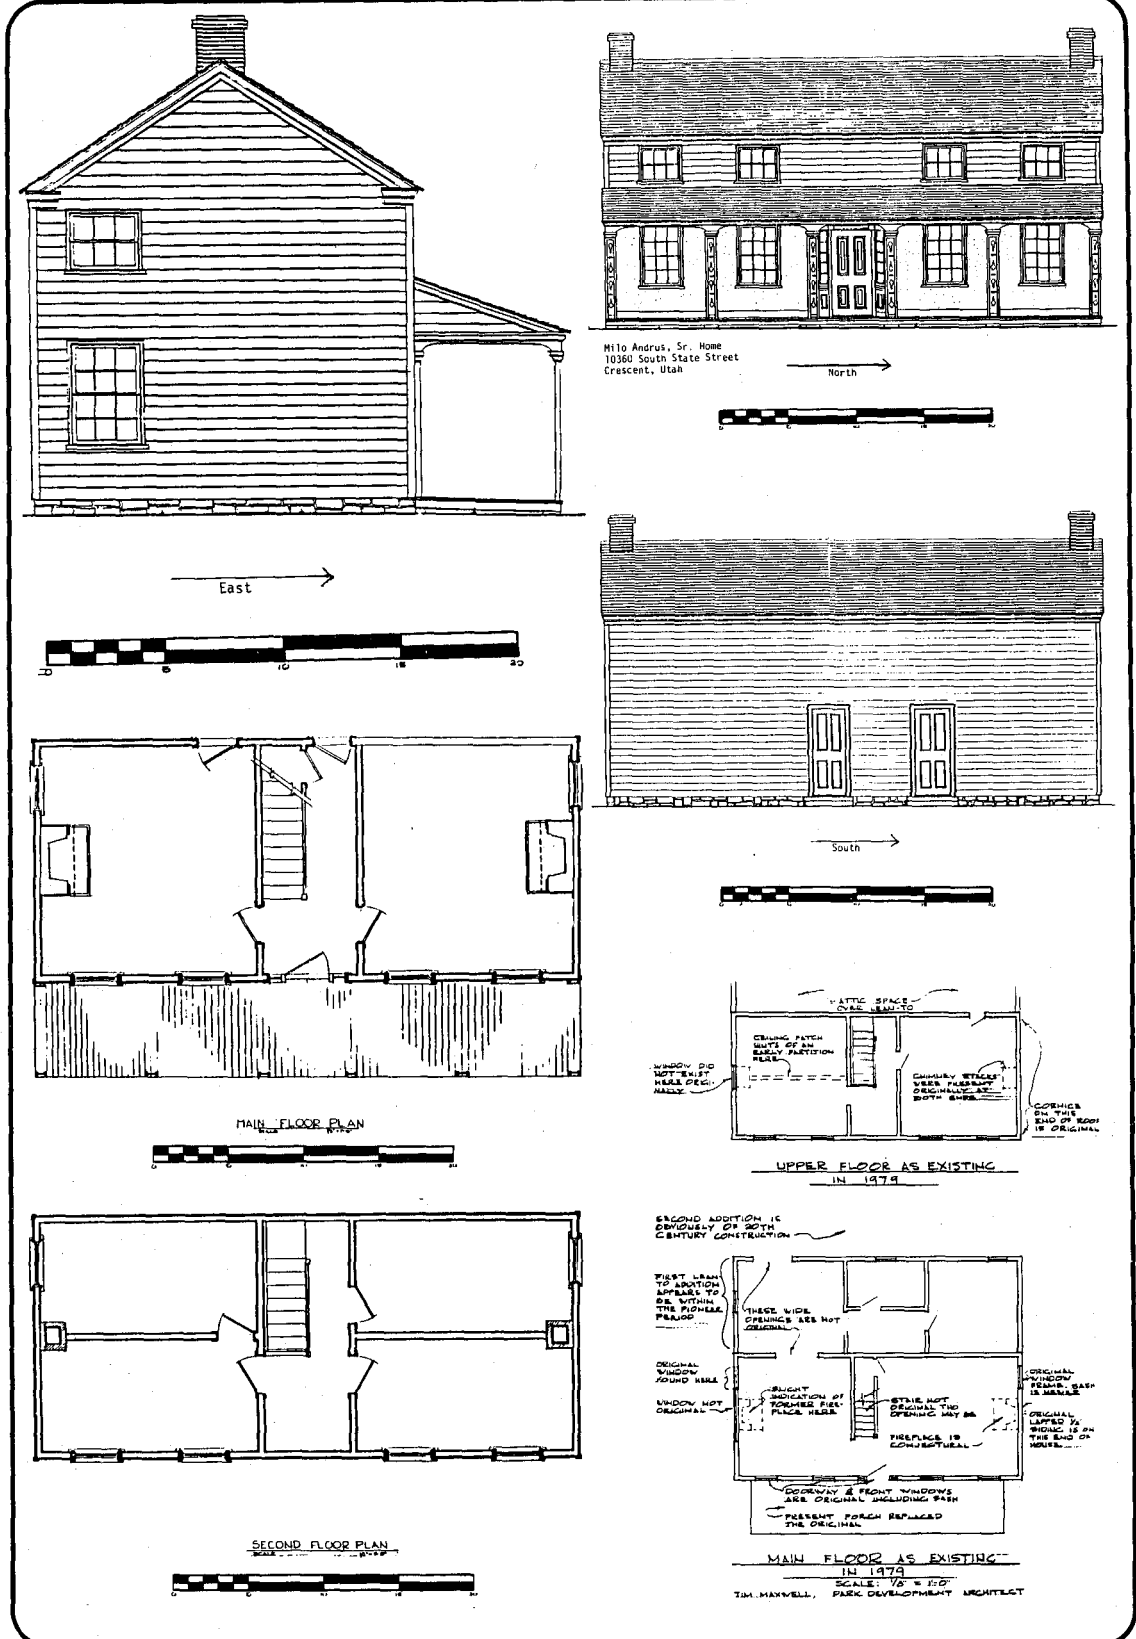 Milo Andrus, Sr. Home
10360 South State Street
Crescent, Utah
North
East
0 5 10 15 20
South
MAIN FLOOR PLAN
SECOND FLOOR PLAN
SCALE
ATTIC SPACE
OVER LEAN-TO
CEILING PATCH
HINTS OF AN
EARLY PARTITION
HERE
WINDOW DID
NOT EXIST
HERE ORIGI-
NALLY
CHIMNEY STACKS
WERE PRESENT
ORIGINALLY AT
BOTH ENDS
CORNICE
ON THIS
END OF ROOF
IS ORIGINAL
UPPER FLOOR AS EXISTING
IN 1979
SECOND ADDITION IS
OBVIOUSLY OF 20TH
CENTURY CONSTRUCTION
FIRST LEAN-
TO ADDITION
APPEARS TO
BE WITHIN
THE PIONEER
PERIOD
THESE WIDE
OPENINGS ARE NOT
ORIGINAL
ORIGINAL
WINDOW
FOUND HERE
WINDOW NOT
ORIGINAL
SLIGHT
INDICATION OF
FORMER FIRE-
PLACE HERE
STAIR NOT
ORIGINAL THO
OPENING MAY BE
FIREPLACE IS
CONJECTURAL
ORIGINAL
WINDOW
FRAME. SASH
IS NEWER
ORIGINAL
LAPPED ½"
SIDING IS ON
THIS END OF
HOUSE
DOORWAY & FRONT WINDOWS
ARE ORIGINAL INCLUDING SASH
PRESENT PORCH REPLACED
THE ORIGINAL
MAIN FLOOR AS EXISTING
IN 1979
SCALE: 1/8" = 1'-0"
TIM MAXWELL, PARK DEVELOPMENT ARCHITECT